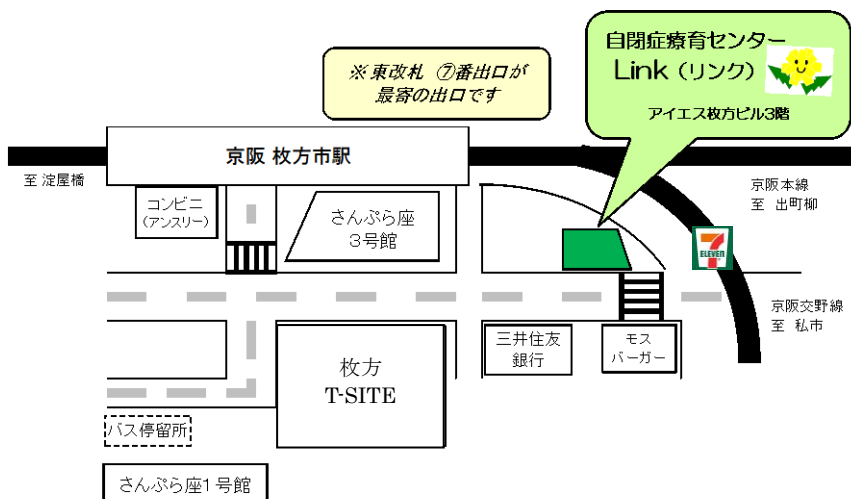 ※東改札 ⑦番出口が
最寄の出口です
自閉症療育センター
Link（リンク）
アイエス枚方ビル3階
京阪 枚方市駅
至 淀屋橋
京阪本線
至 出町柳
コンビニ
（アンスリー）
さんぷら座
３号館
7
ELEVEN
京阪交野線
至 私市
枚方
T-SITE
三井住友
銀行
モス
バーガー
バス停留所
さんぷら座1号館